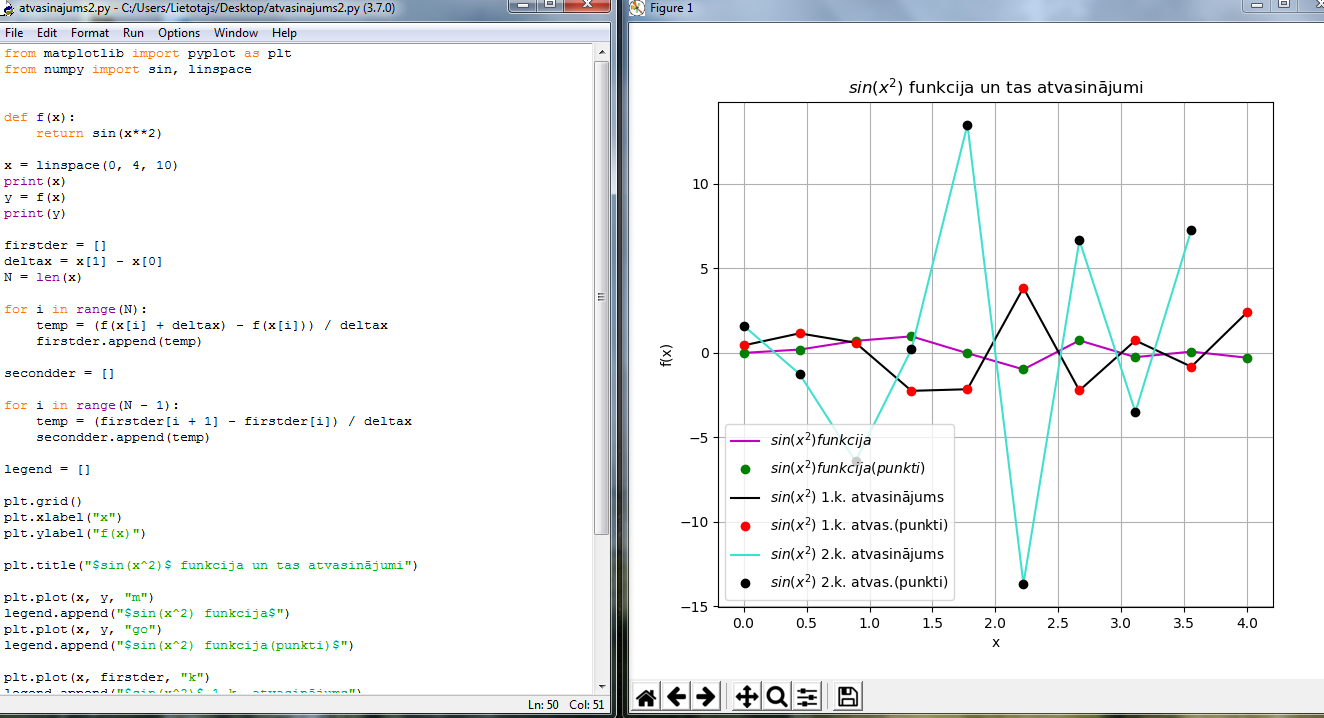 atvasinajums2.py - C:/Users/Lietotajs/Desktop/atvasinajums2.py (3.7.0)
File Edit Format Run Options Window Help
from matplotlib import pyplot as plt
from numpy import sin, linspace
def f(x):
    return sin(x**2)
x = linspace(0, 4, 10)
print(x)
y = f(x)
print(y)
firstder = []
deltax = x[1] - x[0]
N = len(x)
for i in range(N):
    temp = (f(x[i] + deltax) - f(x[i])) / deltax
    firstder.append(temp)
secondder = []
for i in range(N - 1):
    temp = (firstder[i + 1] - firstder[i]) / deltax
    secondder.append(temp)
legend = []
plt.grid()
plt.xlabel("x")
plt.ylabel("f(x)")
plt.title("$sin(x^2)$ funkcija un tas atvasinājumi")
plt.plot(x, y, "m")
legend.append("$sin(x^2) funkcija$")
plt.plot(x, y, "go")
legend.append("$sin(x^2) funkcija(punkti)$")
plt.plot(x, firstder, "k")
legend.append("$sin(x^2)$ 1.k. atvasinājums")
Ln: 50 Col: 51
Figure 1
sin(x²) funkcija un tas atvasinājumi
10
5
0
−5
−10
−15
f(x)
sin(x²)funkcija
sin(x²)funkcija(punkti)
sin(x²) 1.k. atvasinājums
sin(x²) 1.k. atvas.(punkti)
sin(x²) 2.k. atvasinājums
sin(x²) 2.k. atvas.(punkti)
0.0 0.5 1.0 1.5 2.0 2.5 3.0 3.5 4.0
x